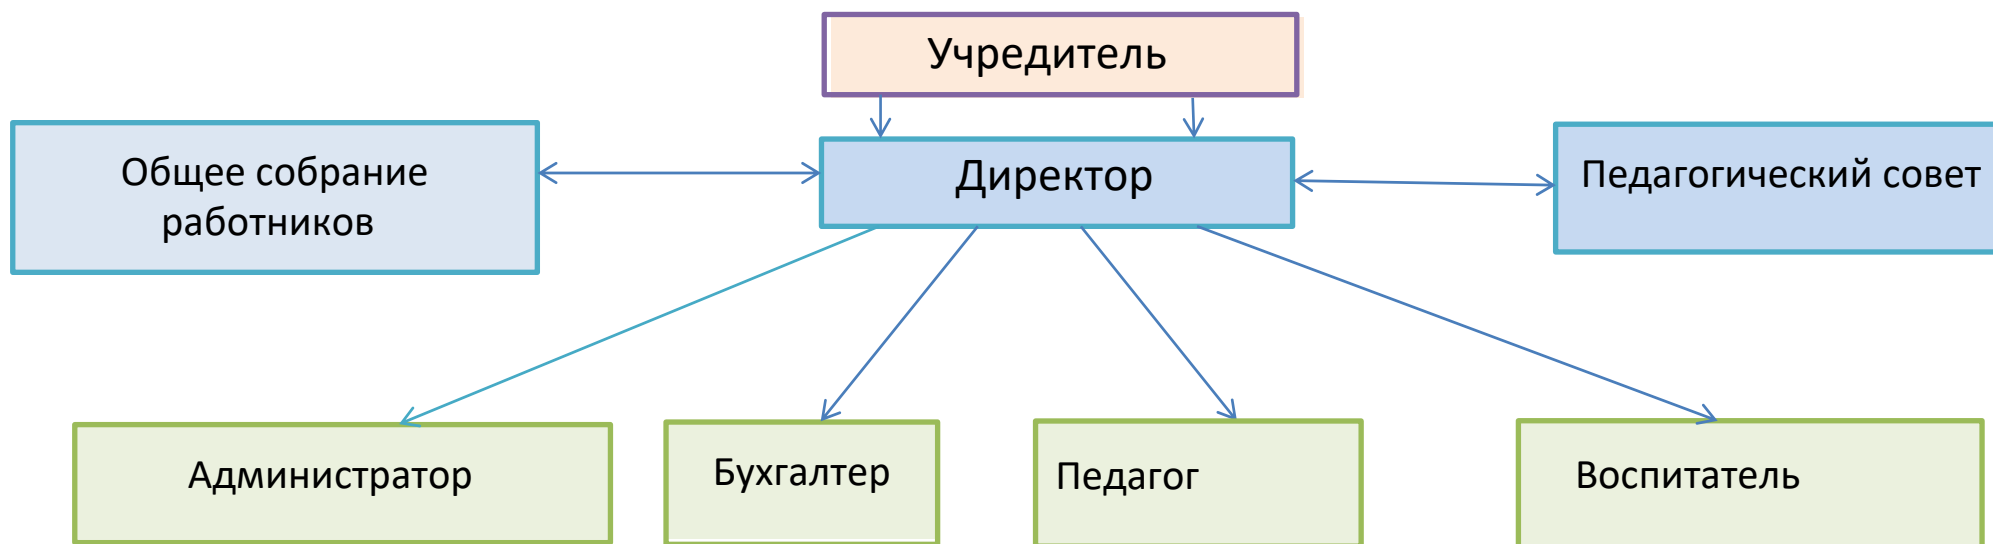 Учредитель
Общее собрание
работников
Директор
Педагогический совет
Администратор
Бухгалтер
Педагог
Воспитатель